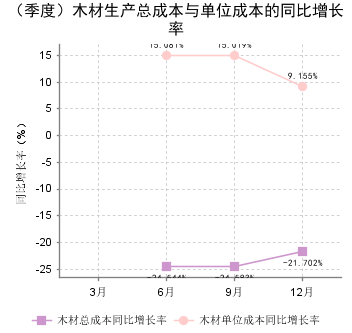 （季度）木材生产总成本与单位成本的同比增长
率
同比增长率（%）
15
10
5
0
-5
-10
-15
-20
-25
15.081%
15.019%
9.155%
-24.544%
-21.702%
3月
6月
9月
12月
木材总成本同比增长率
木材单位成本同比增长率